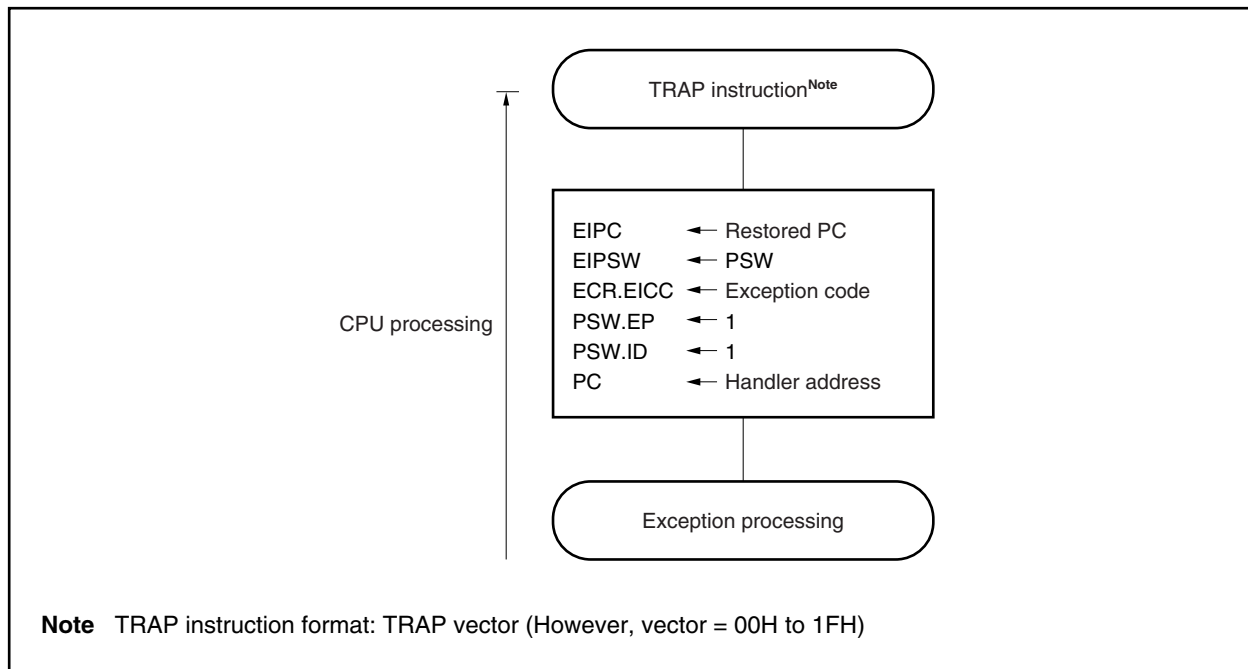 TRAP instructionNote
EIPC ← Restored PC
EIPSW ← PSW
ECR.EICC ← Exception code
PSW.EP ← 1
PSW.ID ← 1
PC ← Handler address
CPU processing
Exception processing
Note TRAP instruction format: TRAP vector (However, vector = 00H to 1FH)